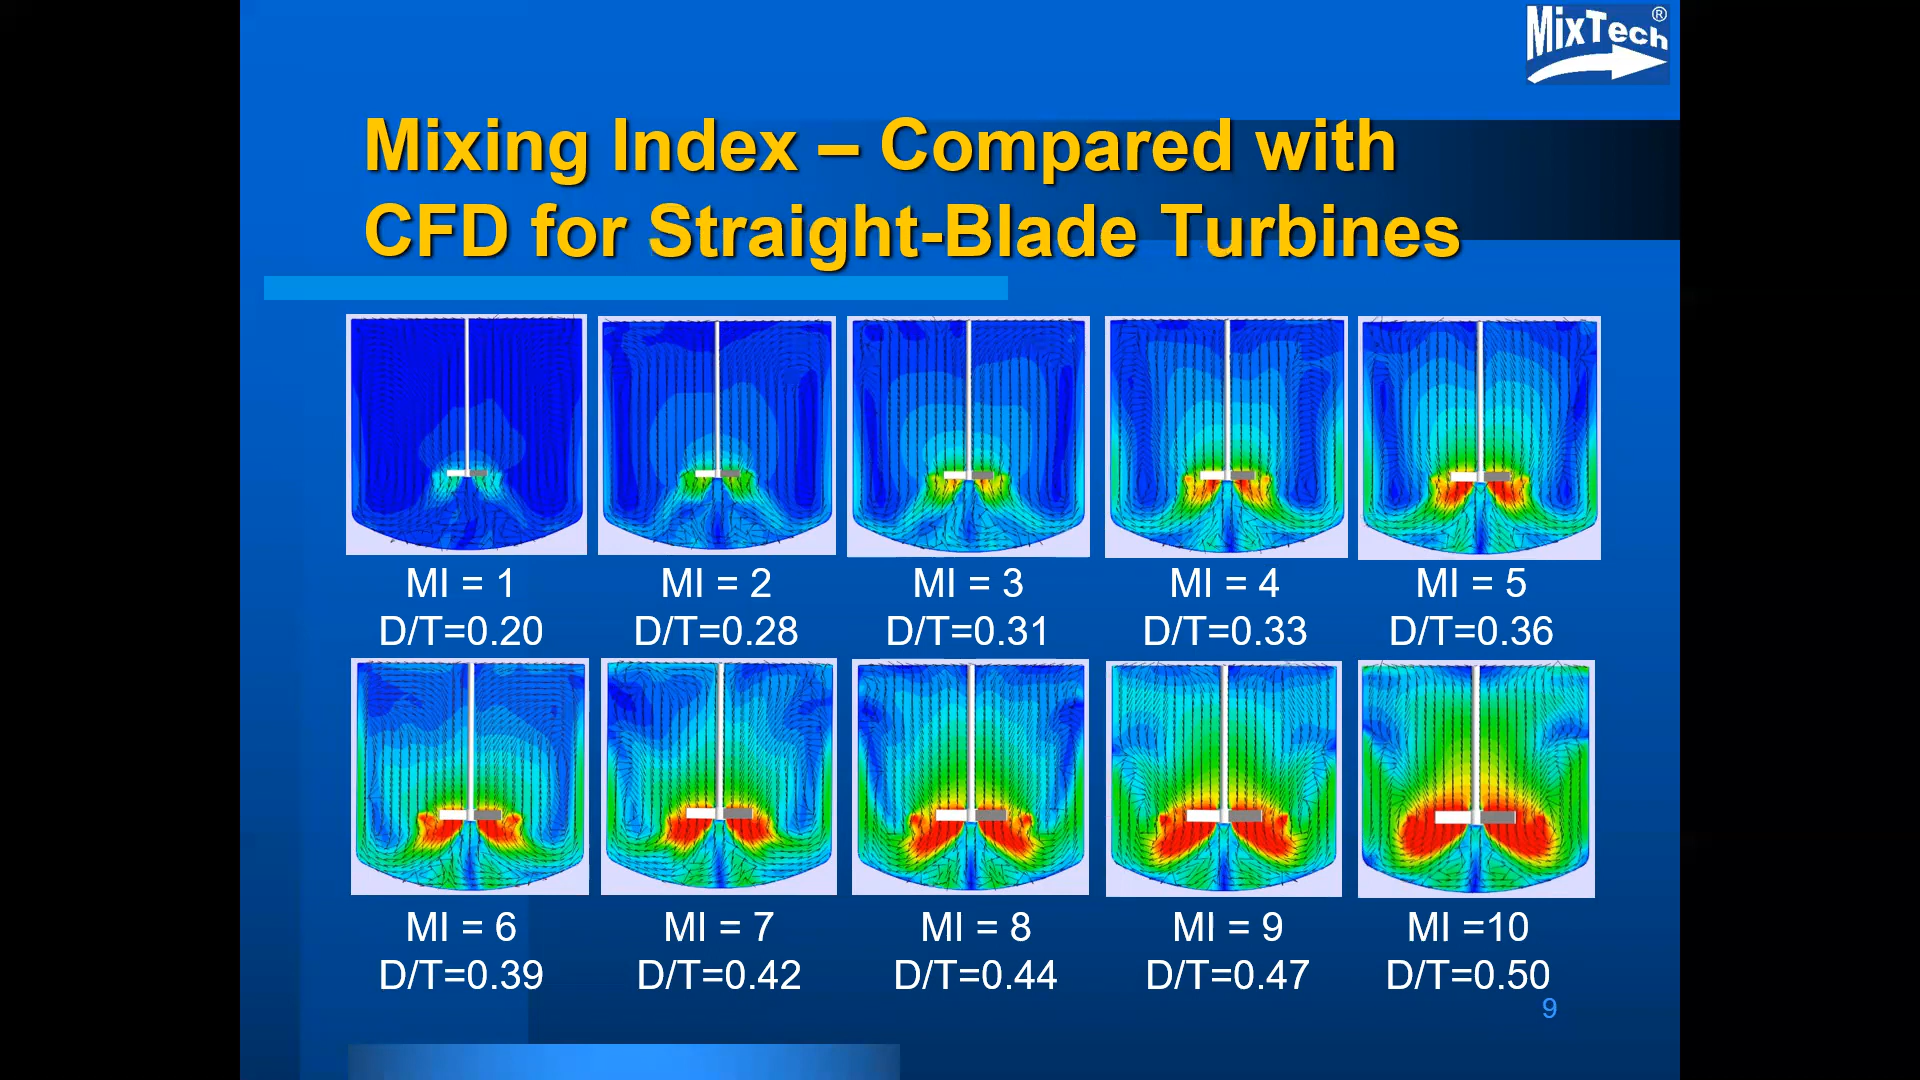 MixTech®
Mixing Index – Compared with
CFD for Straight-Blade Turbines
MI = 1
D/T=0.20
MI = 2
D/T=0.28
MI = 3
D/T=0.31
MI = 4
D/T=0.33
MI = 5
D/T=0.36
MI = 6
D/T=0.39
MI = 7
D/T=0.42
MI = 8
D/T=0.44
MI = 9
D/T=0.47
MI =10
D/T=0.50
9